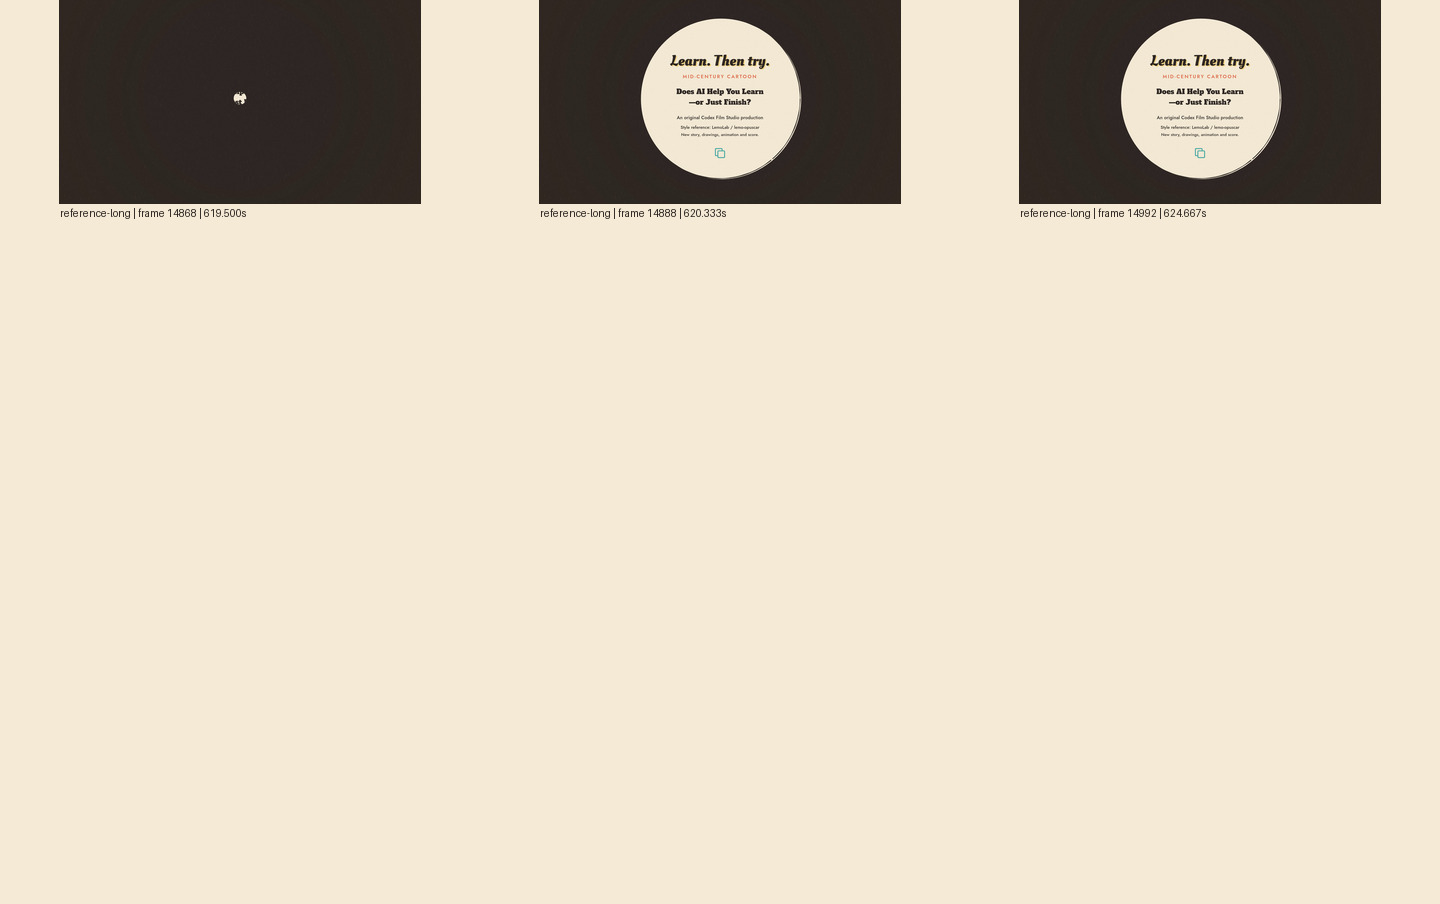 Learn. Then try.
MID-CENTURY CARTOON
Does AI Help You Learn
—or Just Finish?
An original Codex Film Studio production
Style reference: LemoLab / lemo-opuscar
New story, drawings, animation and score.
Learn. Then try.
MID-CENTURY CARTOON
Does AI Help You Learn
—or Just Finish?
An original Codex Film Studio production
Style reference: LemoLab / lemo-opuscar
New story, drawings, animation and score.
reference-long | frame 14868 | 619.500s
reference-long | frame 14888 | 620.333s
reference-long | frame 14992 | 624.667s